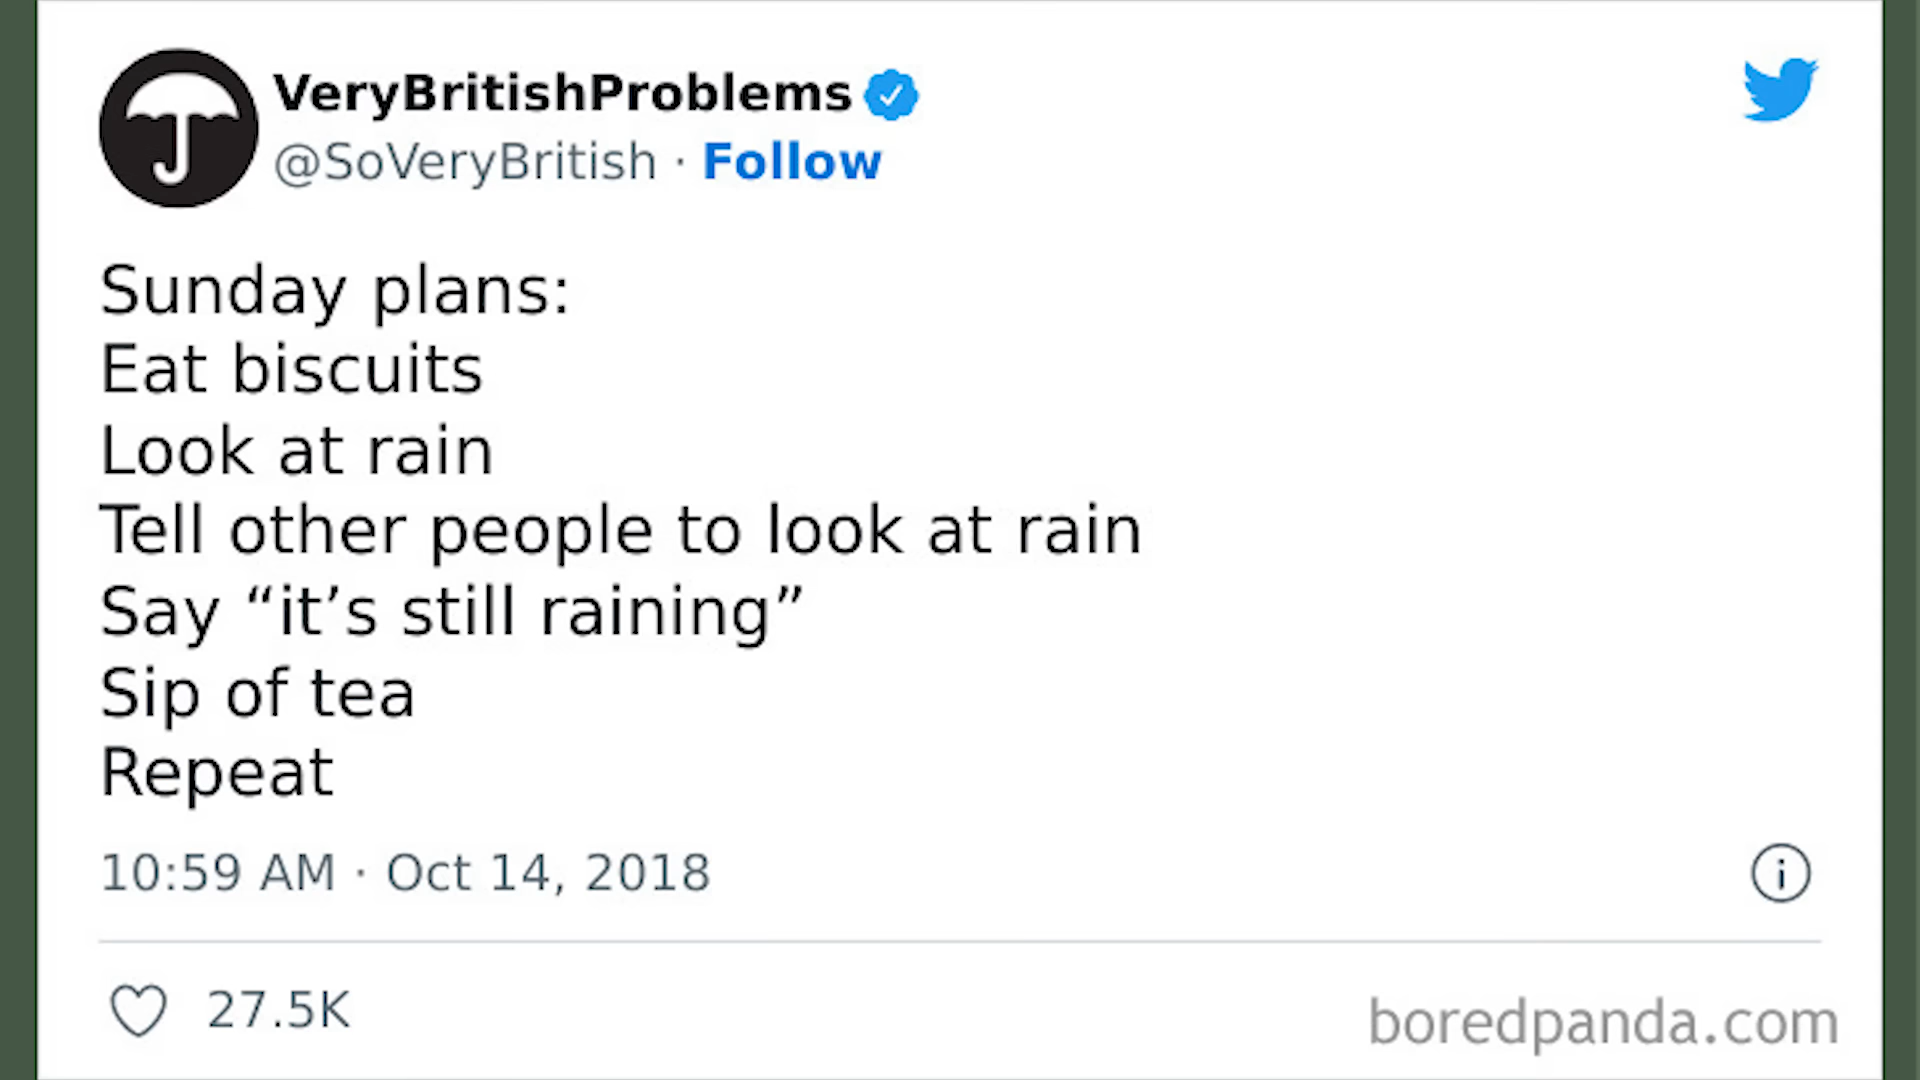 VeryBritishProblems
@SoVeryBritish · Follow
Sunday plans:
Eat biscuits
Look at rain
Tell other people to look at rain
Say “it’s still raining”
Sip of tea
Repeat
10:59 AM · Oct 14, 2018
27.5K
boredpanda.com